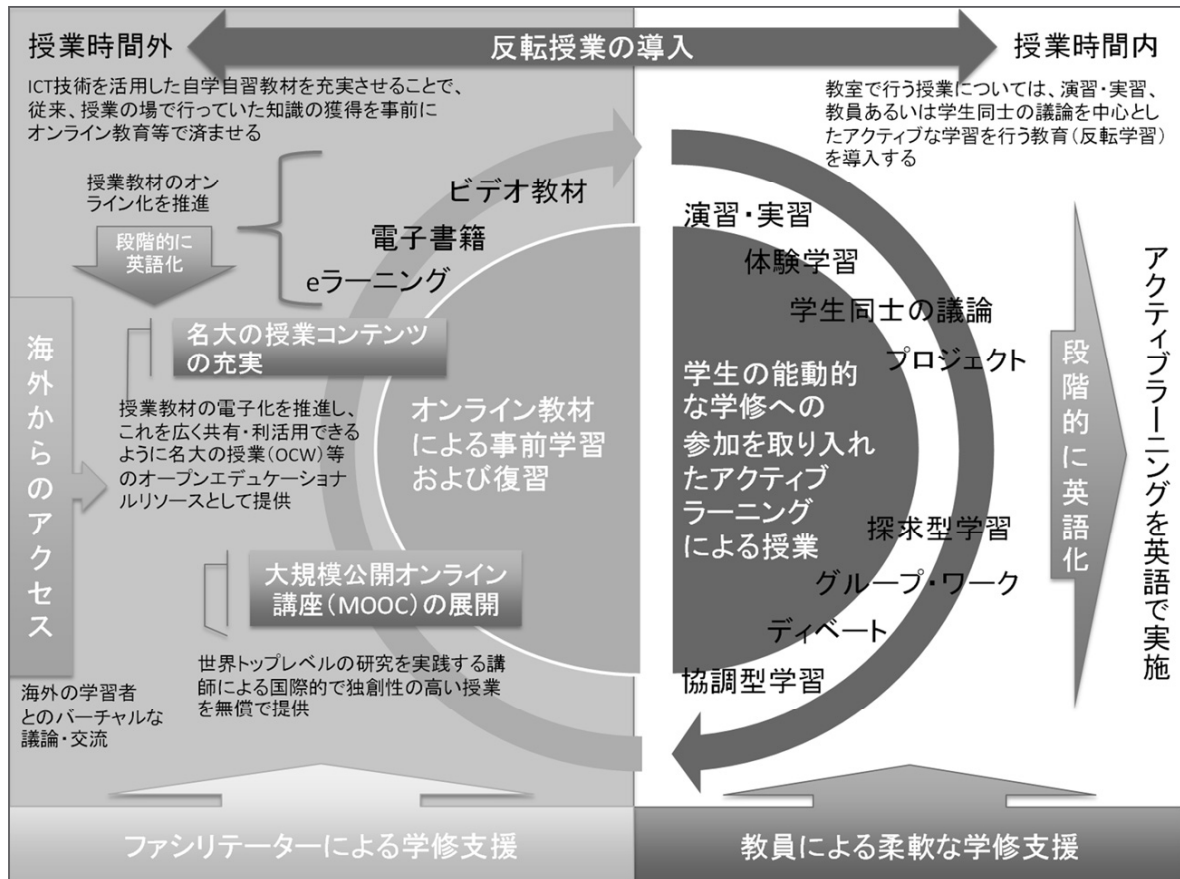 反転授業の導入
授業時間外
ICT技術を活用した自学自習教材を充実させることで、
従来、授業の場で行っていた知識の獲得を事前に
オンライン教育等で済ませる
授業教材のオン
ライン化を推進
段階的に
英語化
ビデオ教材
電子書籍
eラーニング
海外からのアクセス
名大の授業コンテンツ
の充実
授業教材の電子化を推進し、
これを広く共有・利活用できる
ように名大の授業(OCW)等
のオープンエデュケーショナ
ルリソースとして提供
オンライン教材
による事前学習
および復習
大規模公開オンライン
講座(MOOC)の展開
世界トップレベルの研究を実践する講
師による国際的で独創性の高い授業
を無償で提供
海外の学習者
とのバーチャルな
議論・交流
ファシリテーターによる学修支援
授業時間内
教室で行う授業については、演習・実習、
教員あるいは学生同士の議論を中心とし
たアクティブな学習を行う教育(反転学習)
を導入する
演習・実習
体験学習
学生同士の議論
プロジェクト
学生の能動的
な学修への
参加を取り入れ
たアクティブ
ラーニング
による授業
探求型学習
グループ・ワーク
ディベート
協調型学習
段階的に英語化
アクティブラーニングを英語で実施
教員による柔軟な学修支援